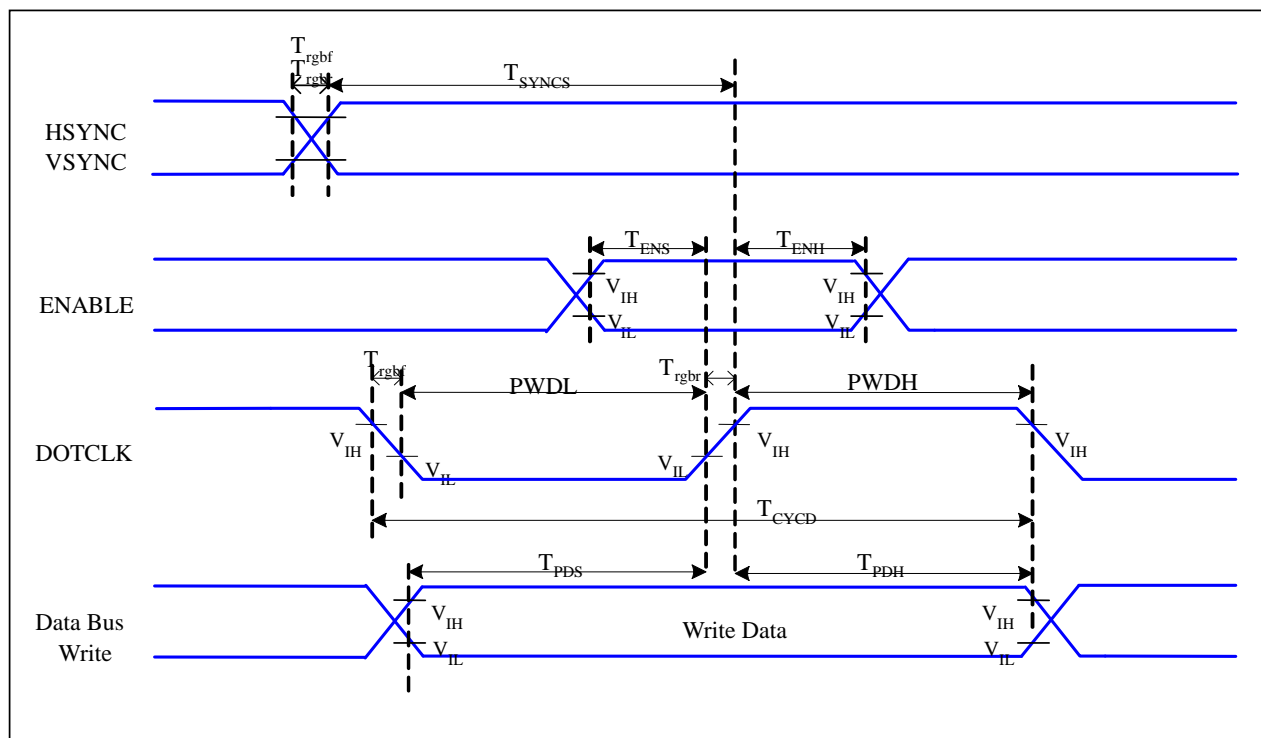 Trgbf
Trgbr
TSYNCS
HSYNC
VSYNC
TENS
TENH
ENABLE
VIH
VIH
VIL
VIL
Trgbf
PWDL
Trgbr
PWDH
DOTCLK
VIH
VIL
VIL
VIH
VIH
TCYCD
TPDS
TPDH
Data Bus
Write
VIH
Write Data
VIH
VIL
VIL